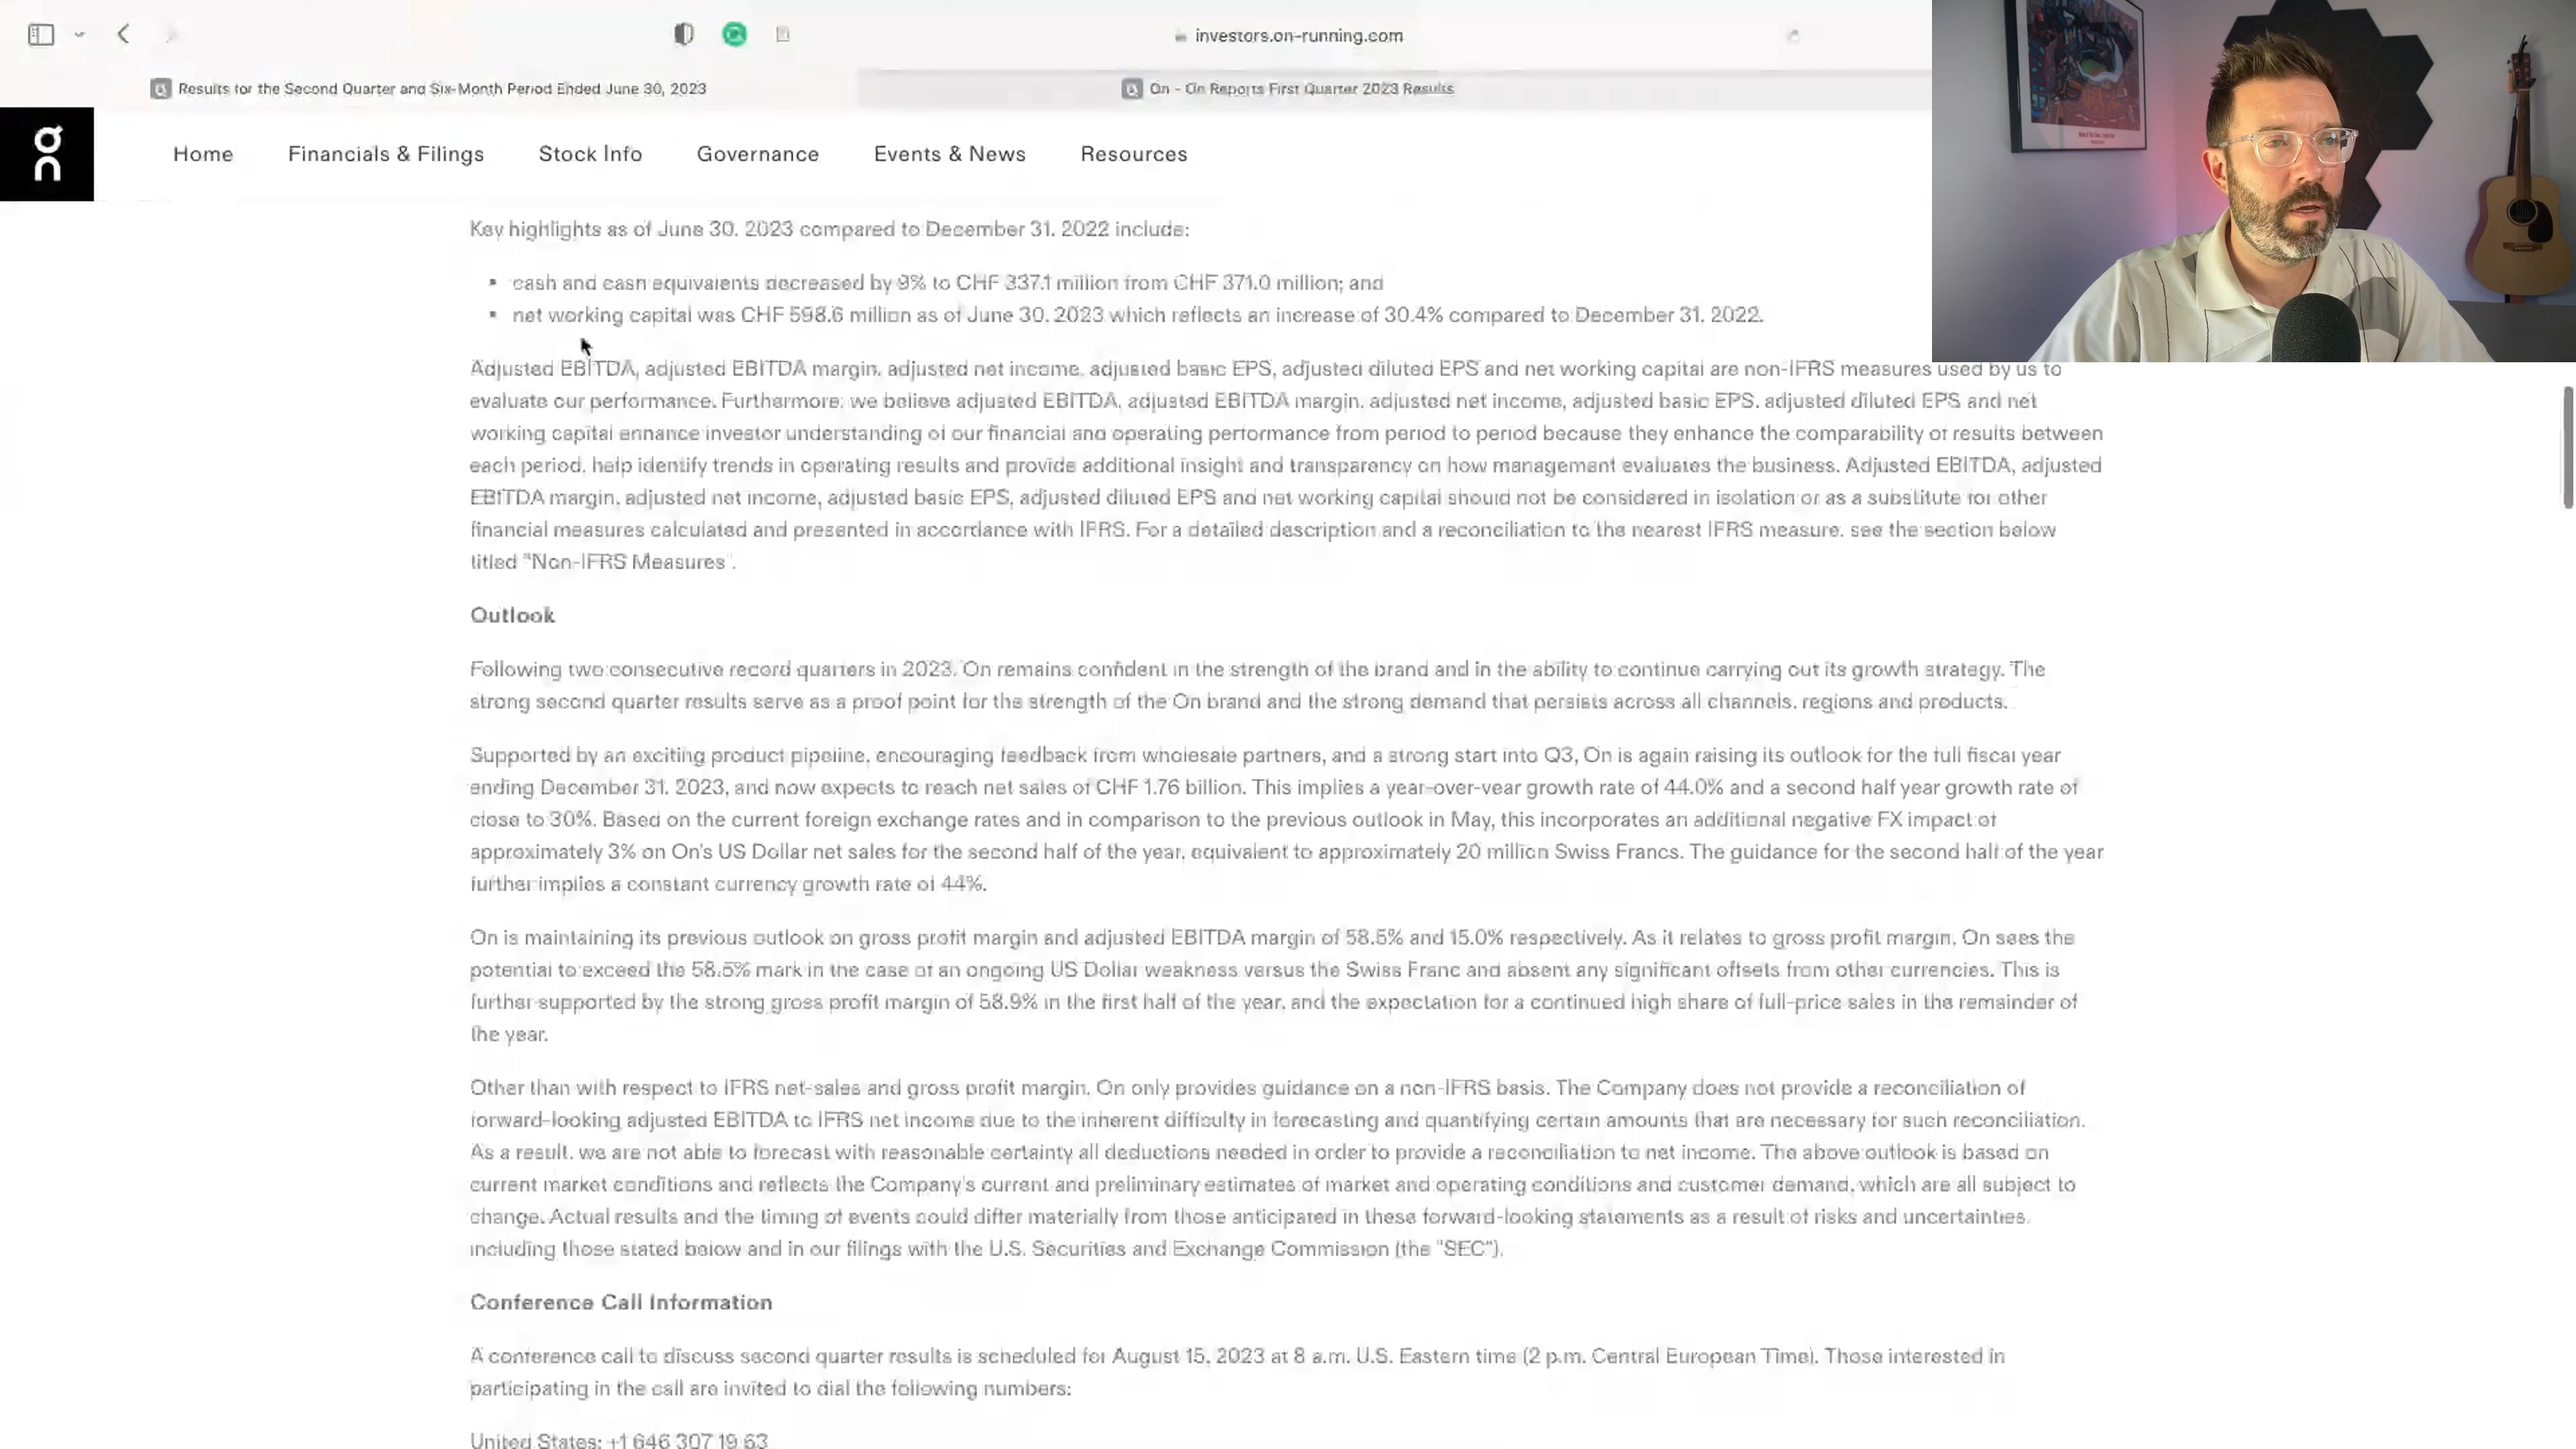 investors.on-running.com
Results for the Second Quarter and Six-Month Period Ended June 30, 2023
On - On Reports First Quarter 2023 Results
on
Home Financials & Filings Stock Info Governance Events & News Resources
Key highlights as of June 30, 2023 compared to December 31, 2022 include:
▪ cash and cash equivalents decreased by 9% to CHF 337.1 million from CHF 371.0 million; and
▪ net working capital was CHF 598.6 million as of June 30, 2023 which reflects an increase of 30.4% compared to December 31, 2022.
Adjusted EBITDA, adjusted EBITDA margin, adjusted net income, adjusted basic EPS, adjusted diluted EPS and net working capital are non-IFRS measures used by us to
evaluate our performance. Furthermore, we believe adjusted EBITDA, adjusted EBITDA margin, adjusted net income, adjusted basic EPS, adjusted diluted EPS and net
working capital enhance investor understanding of our financial and operating performance from period to period because they enhance the comparability of results between
each period, help identify trends in operating results and provide additional insight and transparency on how management evaluates the business. Adjusted EBITDA, adjusted
EBITDA margin, adjusted net income, adjusted basic EPS, adjusted diluted EPS and net working capital should not be considered in isolation or as a substitute for other
financial measures calculated and presented in accordance with IFRS. For a detailed description and a reconciliation to the nearest IFRS measure, see the section below
titled "Non-IFRS Measures".
Outlook
Following two consecutive record quarters in 2023, On remains confident in the strength of the brand and in the ability to continue carrying out its growth strategy. The
strong second quarter results serve as a proof point for the strength of the On brand and the strong demand that persists across all channels, regions and products.
Supported by an exciting product pipeline, encouraging feedback from wholesale partners, and a strong start into Q3, On is again raising its outlook for the full fiscal year
ending December 31, 2023, and now expects to reach net sales of CHF 1.76 billion. This implies a year-over-year growth rate of 44.0% and a second half year growth rate of
close to 30%. Based on the current foreign exchange rates and in comparison to the previous outlook in May, this incorporates an additional negative FX impact of
approximately 3% on On's US Dollar net sales for the second half of the year, equivalent to approximately 20 million Swiss Francs. The guidance for the second half of the year
further implies a constant currency growth rate of 44%.
On is maintaining its previous outlook on gross profit margin and adjusted EBITDA margin of 58.5% and 15.0% respectively. As it relates to gross profit margin, On sees the
potential to exceed the 58.5% mark in the case of an ongoing US Dollar weakness versus the Swiss Franc and absent any significant offsets from other currencies. This is
further supported by the strong gross profit margin of 58.9% in the first half of the year, and the expectation for a continued high share of full-price sales in the remainder of
the year.
Other than with respect to IFRS net-sales and gross profit margin, On only provides guidance on a non-IFRS basis. The Company does not provide a reconciliation of
forward-looking adjusted EBITDA to IFRS net income due to the inherent difficulty in forecasting and quantifying certain amounts that are necessary for such reconciliation.
As a result, we are not able to forecast with reasonable certainty all deductions needed in order to provide a reconciliation to net income. The above outlook is based on
current market conditions and reflects the Company's current and preliminary estimates of market and operating conditions and customer demand, which are all subject to
change. Actual results and the timing of events could differ materially from those anticipated in these forward-looking statements as a result of risks and uncertainties,
including those stated below and in our filings with the U.S. Securities and Exchange Commission (the "SEC").
Conference Call Information
A conference call to discuss second quarter results is scheduled for August 15, 2023 at 8 a.m. U.S. Eastern time (2 p.m. Central European Time). Those interested in
participating in the call are invited to dial the following numbers:
United States: +1 646 307 19 63